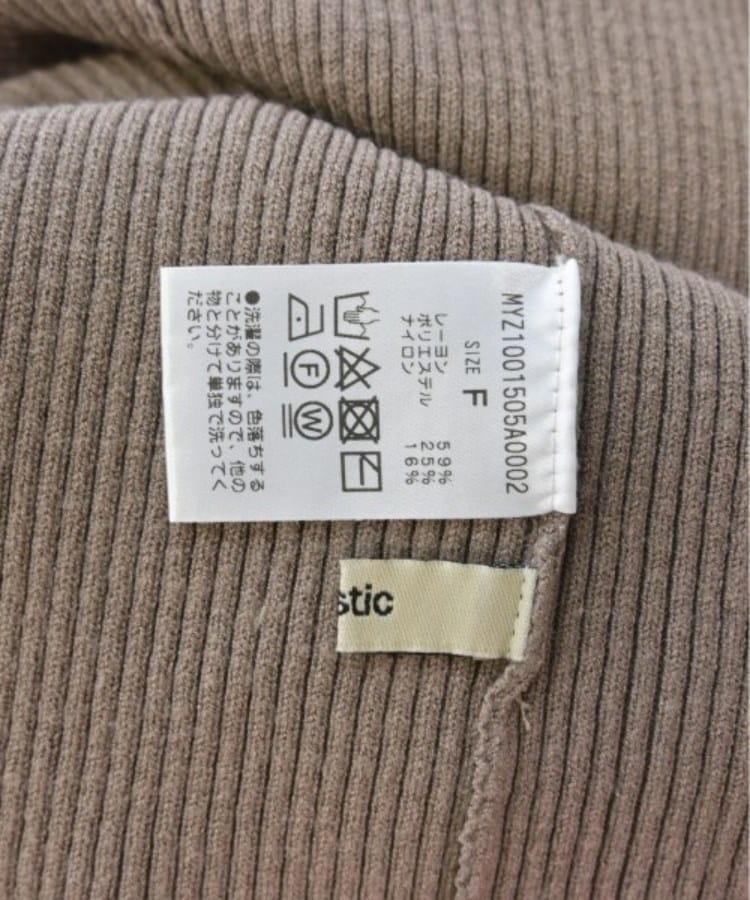 MYZ1001505A0002
SIZE F
レーヨン 59%
ポリエステル 25%
ナイロン 16%
F
W
●洗濯の際は、色落ちする
ことがありますので、他の
物と分けて単独で洗ってく
ださい。
stic